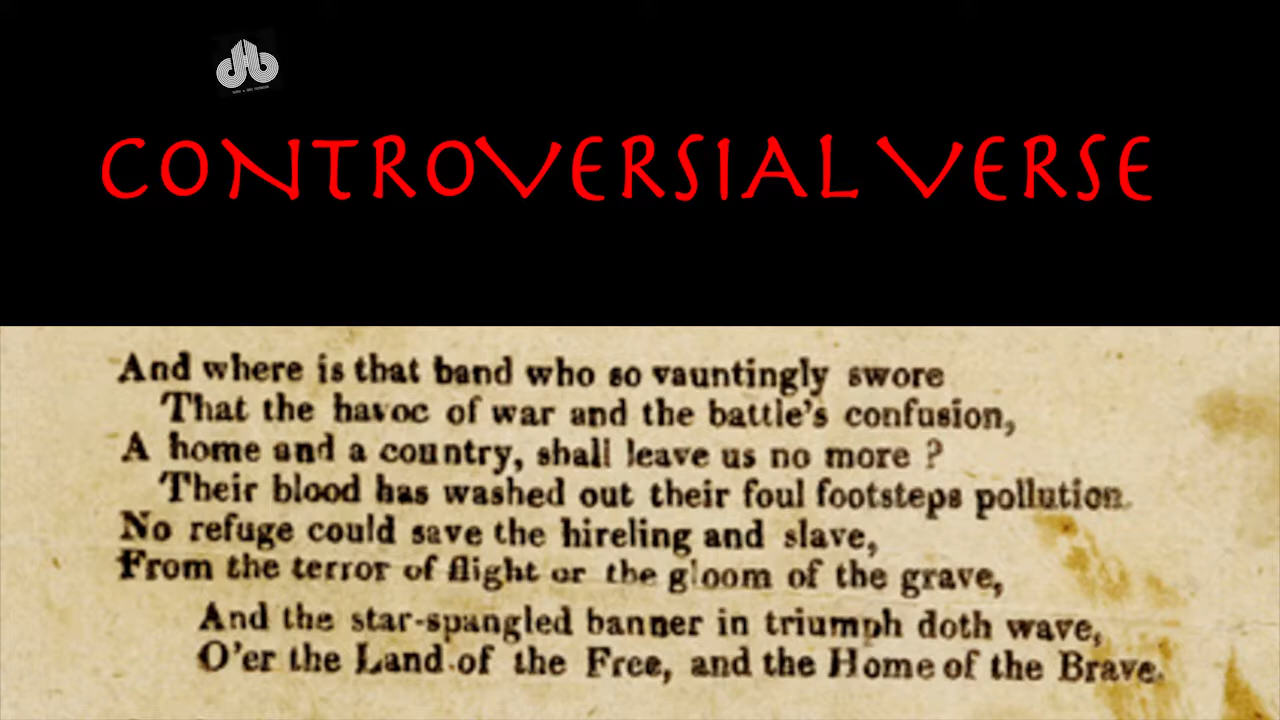 CONTROVERSIAL VERSE
And where is that band who so vauntingly swore
That the havoc of war and the battle's confusion,
A home and a country, shall leave us no more ?
Their blood has washed out their foul footsteps pollution.
No refuge could save the hireling and slave,
From the terror of flight or the gloom of the grave,
And the star-spangled banner in triumph doth wave,
O'er the Land of the Free, and the Home of the Brave.